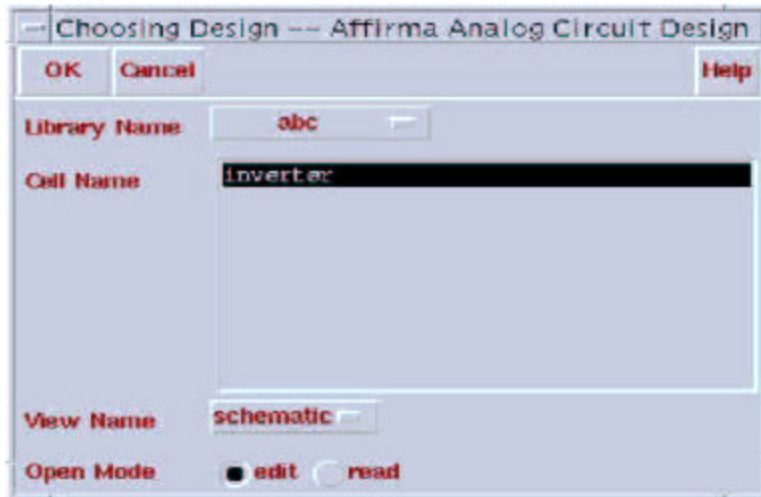 Choosing Design -- Affirma Analog Circuit Design
OK Cancel Help
Library Name abc
Cell Name inverter
View Name schematic
Open Mode edit read